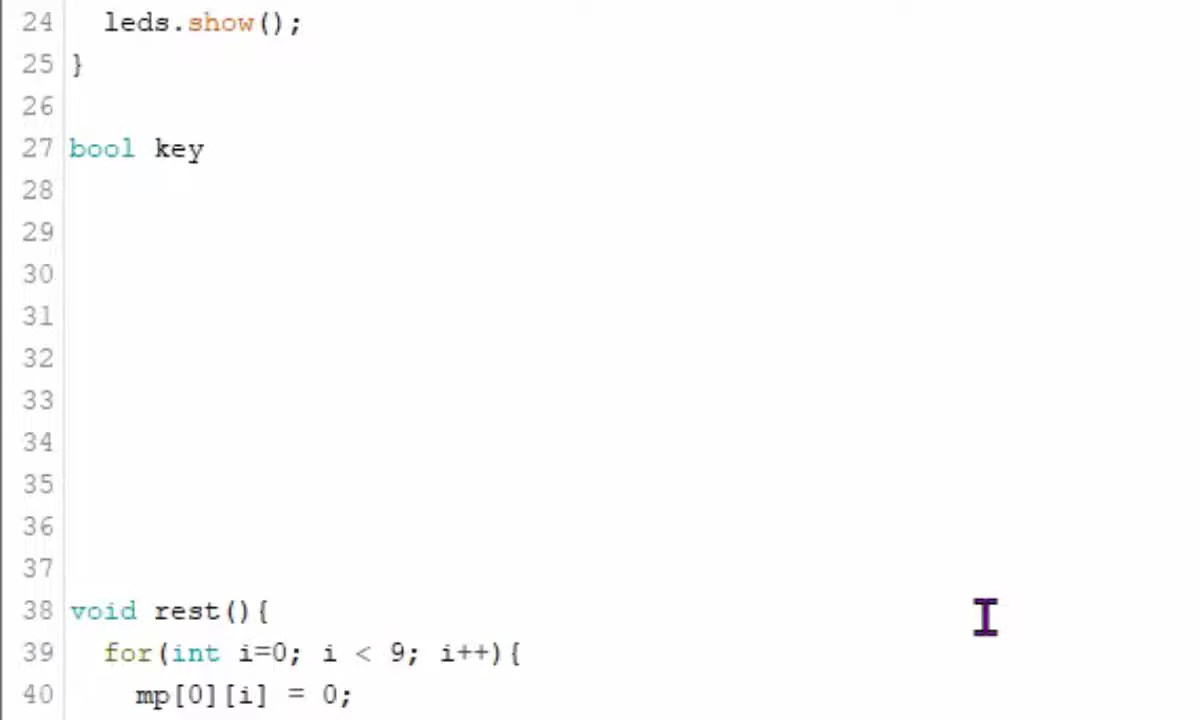 24 leds.show();
25 }
26
27 bool key
28
29
30
31
32
33
34
35
36
37
38 void rest(){
39 for(int i=0; i < 9; i++){
40 mp[0][i] = 0;